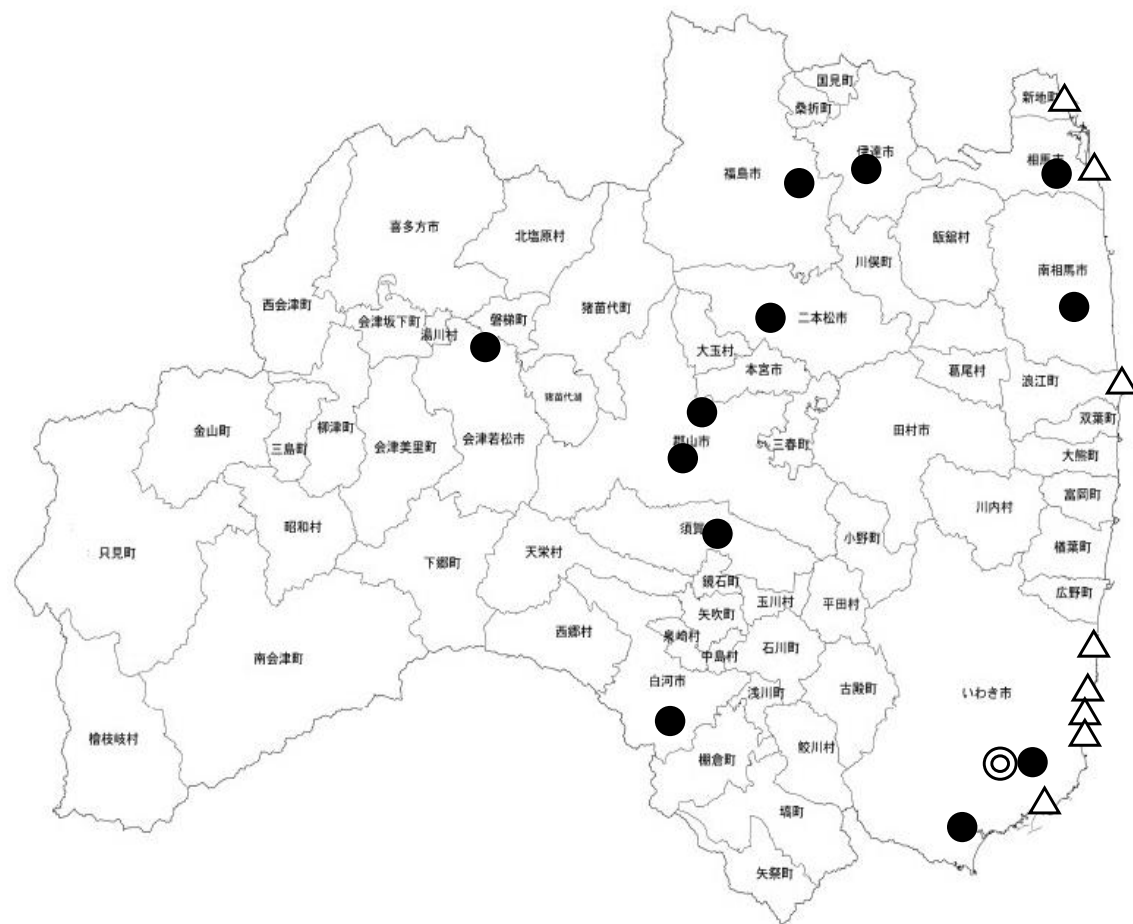 国見町
桑折町
新地町
伊達市
相馬市
福島市
喜多方市
北塩原村
飯舘村
川俣町
南相馬市
西会津町
猪苗代町
磐梯町
会津坂下町
湯川村
二本松市
大玉村
本宮市
葛尾村
浪江町
猪苗代湖
双葉町
金山町
柳津町
三島町
会津美里町
会津若松市
郡山市
三春町
田村市
大熊町
富岡町
川内村
昭和村
須賀
小野町
只見町
下郷町
天栄村
楢葉町
鏡石町
玉川村
平田村
広野町
矢吹町
西郷村
泉崎村
中島村
石川町
南会津町
白河市
浅川町
古殿町
いわき市
檜枝岐村
棚倉町
鮫川村
塙町
矢祭町